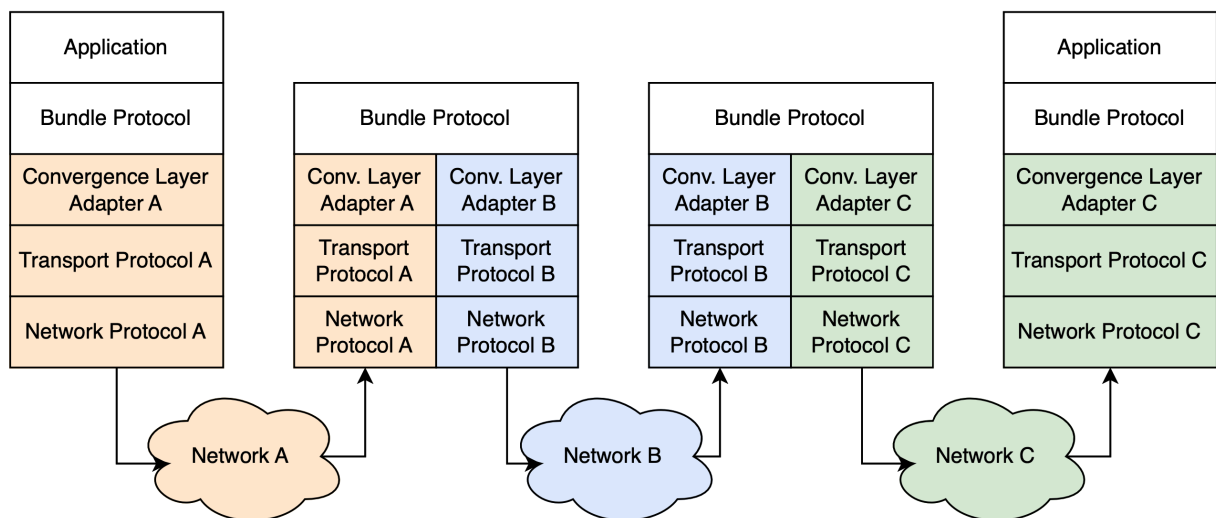 Application
Bundle Protocol
Convergence Layer
Adapter A
Transport Protocol A
Network Protocol A
Bundle Protocol
Conv. Layer
Adapter A
Conv. Layer
Adapter B
Transport
Protocol A
Transport
Protocol B
Network
Protocol A
Network
Protocol B
Bundle Protocol
Conv. Layer
Adapter B
Conv. Layer
Adapter C
Transport
Protocol B
Transport
Protocol C
Network
Protocol B
Network
Protocol C
Application
Bundle Protocol
Convergence Layer
Adapter C
Transport Protocol C
Network Protocol C
Network A
Network B
Network C